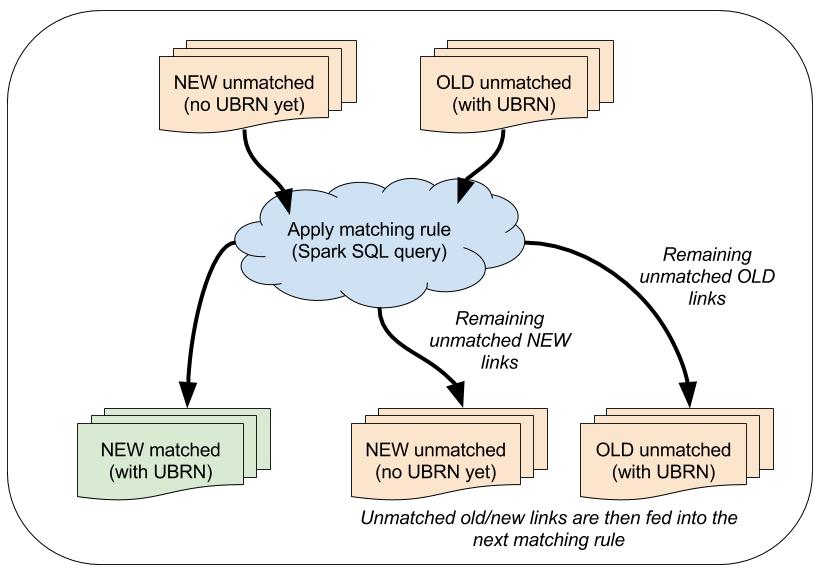 NEW unmatched
(no UBRN yet)
OLD unmatched
(with UBRN)
Apply matching rule
(Spark SQL query)
Remaining
unmatched OLD
links
Remaining
unmatched NEW
links
NEW matched
(with UBRN)
NEW unmatched
(no UBRN yet)
OLD unmatched
(with UBRN)
Unmatched old/new links are then fed into the
next matching rule